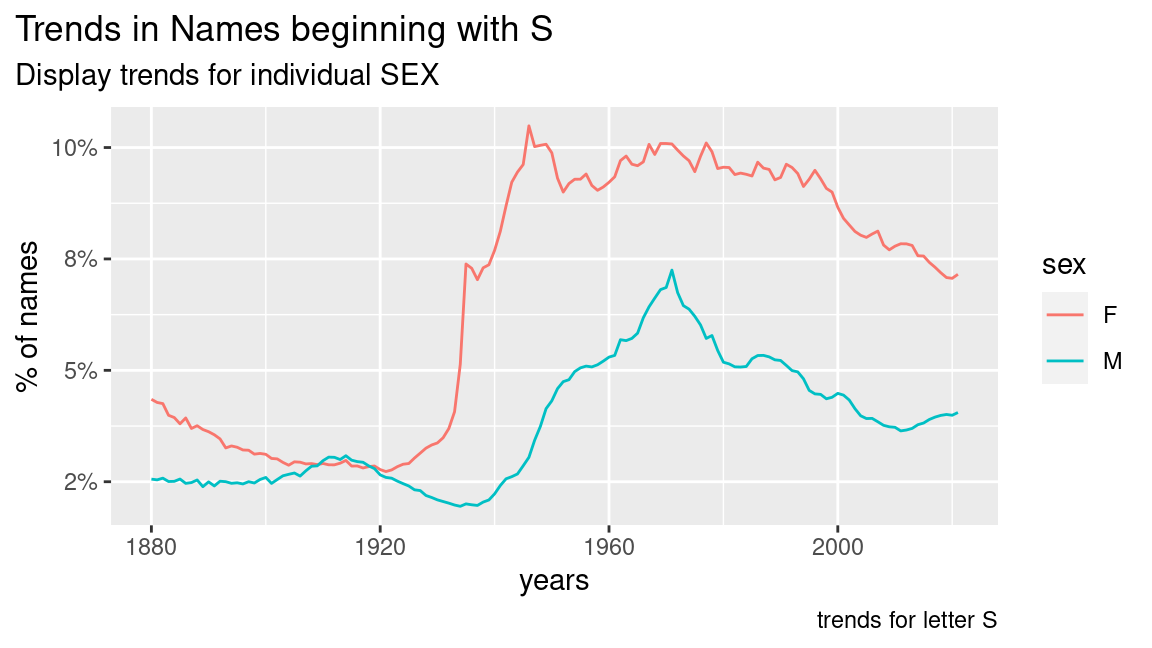 Trends in Names beginning with S
Display trends for individual SEX
10%
8%
5%
2%
% of names
1880 1920 1960 2000
years
sex
F
M
trends for letter S